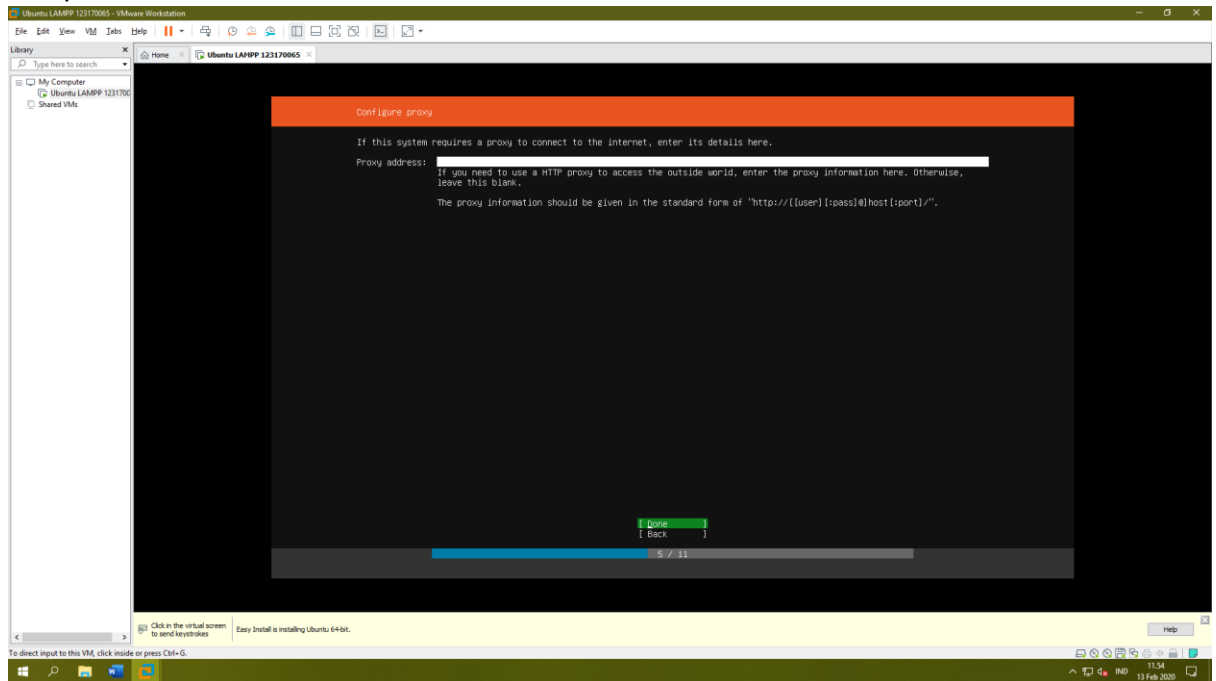 Ubuntu LAMPP 123170065 - VMware Workstation
File Edit View VM Tabs Help
Library
Home
Ubuntu LAMPP 123170065
Type here to search
My Computer
Ubuntu LAMPP 1231700
Shared VMs
Configure proxy
If this system requires a proxy to connect to the internet, enter its details here.
Proxy address:
If you need to use a HTTP proxy to access the outside world, enter the proxy information here. Otherwise,
leave this blank.
The proxy information should be given in the standard form of "http://[[user][:pass]@]host[:port]/".
[ Done ]
[ Back ]
5 / 11
Click in the virtual screen
to send keystrokes
Easy Install is installing Ubuntu 64-bit.
Help
To direct input to this VM, click inside or press Ctrl+G.
IND
11.54
13 Feb 2020